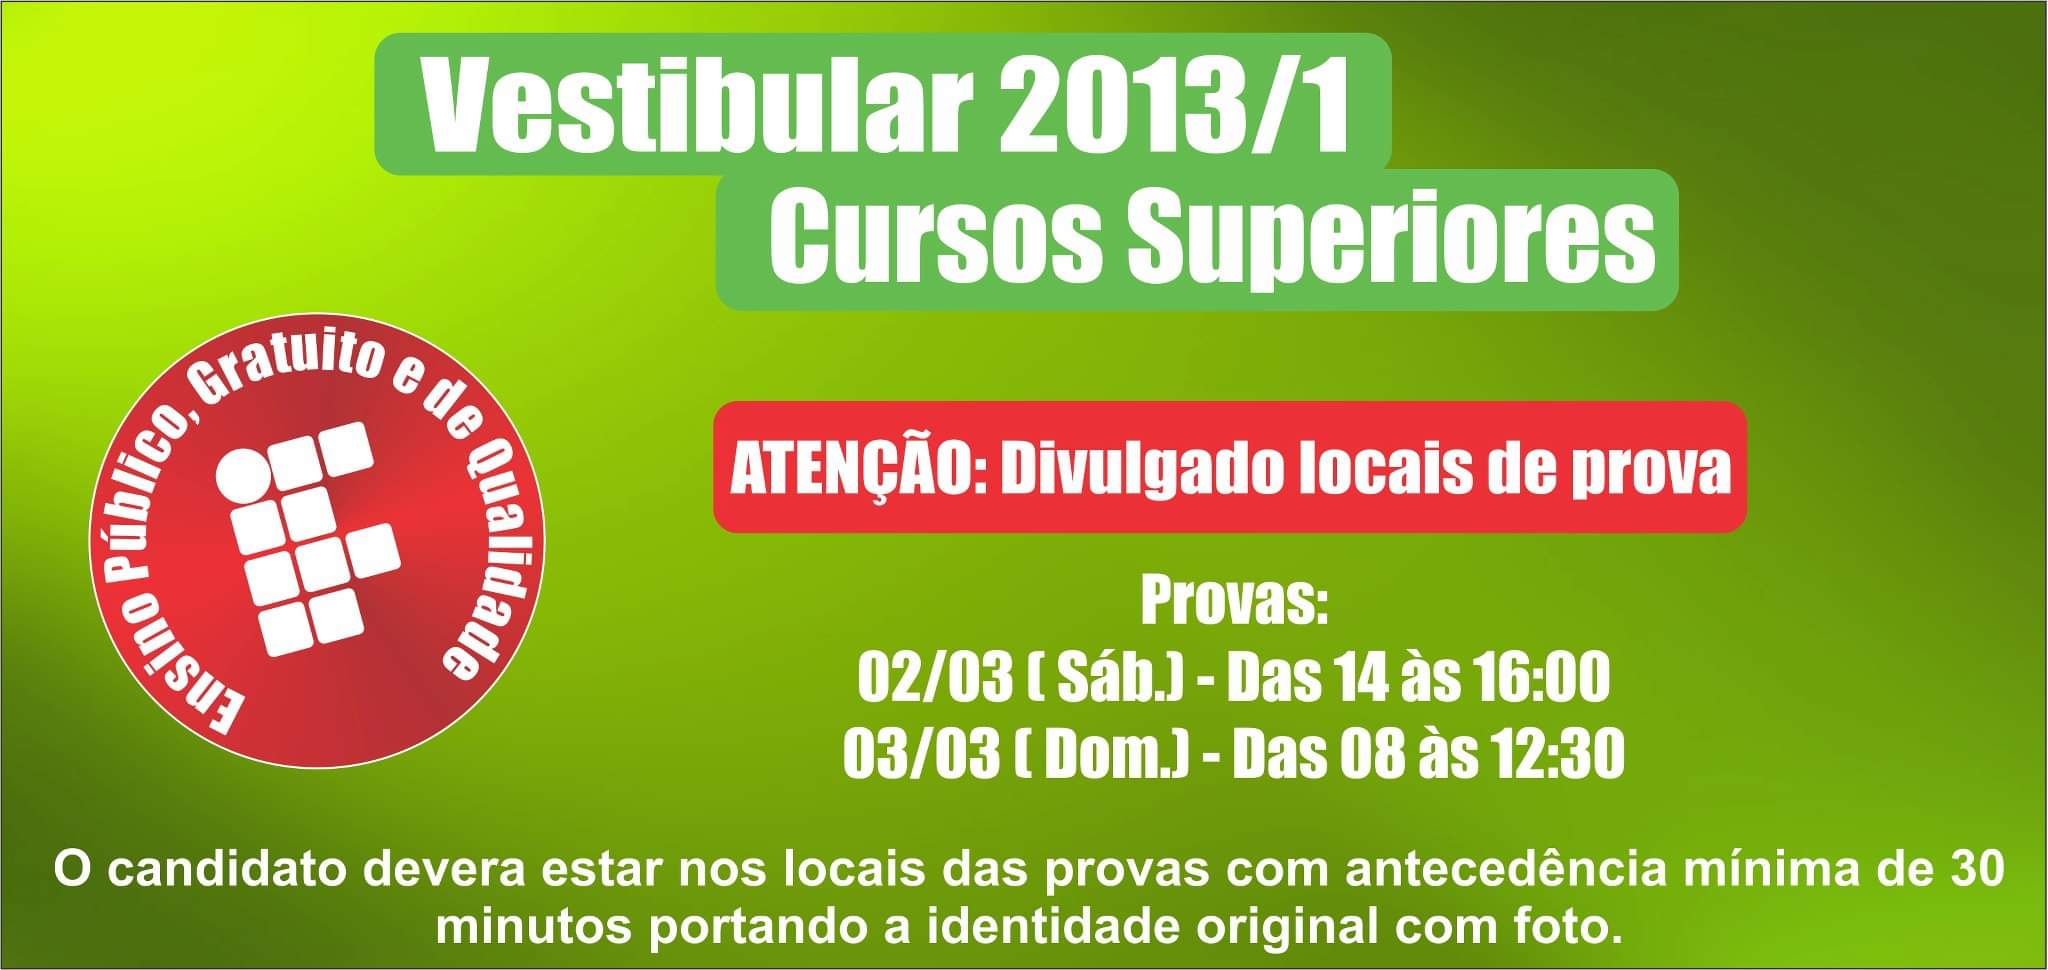 Vestibular 2013/1
Cursos Superiores
Ensino Público, Gratuito e de Qualidade
ATENÇÃO: Divulgado locais de prova
Provas:
02/03 ( Sáb.) - Das 14 às 16:00
03/03 ( Dom.) - Das 08 às 12:30
O candidato devera estar nos locais das provas com antecedência mínima de 30
minutos portando a identidade original com foto.